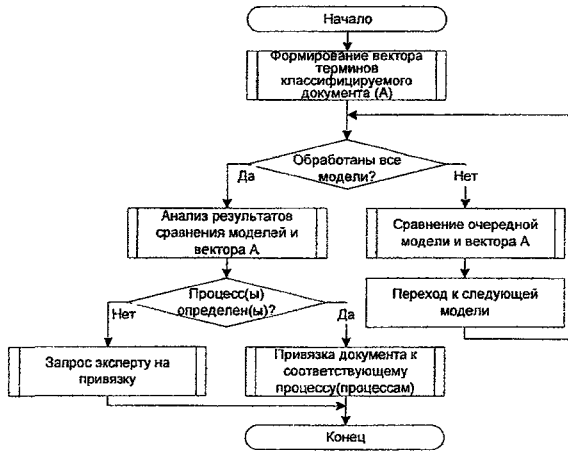 Начало
Формирование вектора
терминов
классифицируемого
документа (А)
Обработаны все
модели?
Да
Нет
Анализ результатов
сравнения моделей и
вектора А
Сравнение очередной
модели и вектора А
Процесс(ы)
определен(ы)?
Переход к следующей
модели
Нет
Да
Запрос эксперту на
привязку
Привязка документа к
соответствующему
процессу(процессам)
Конец